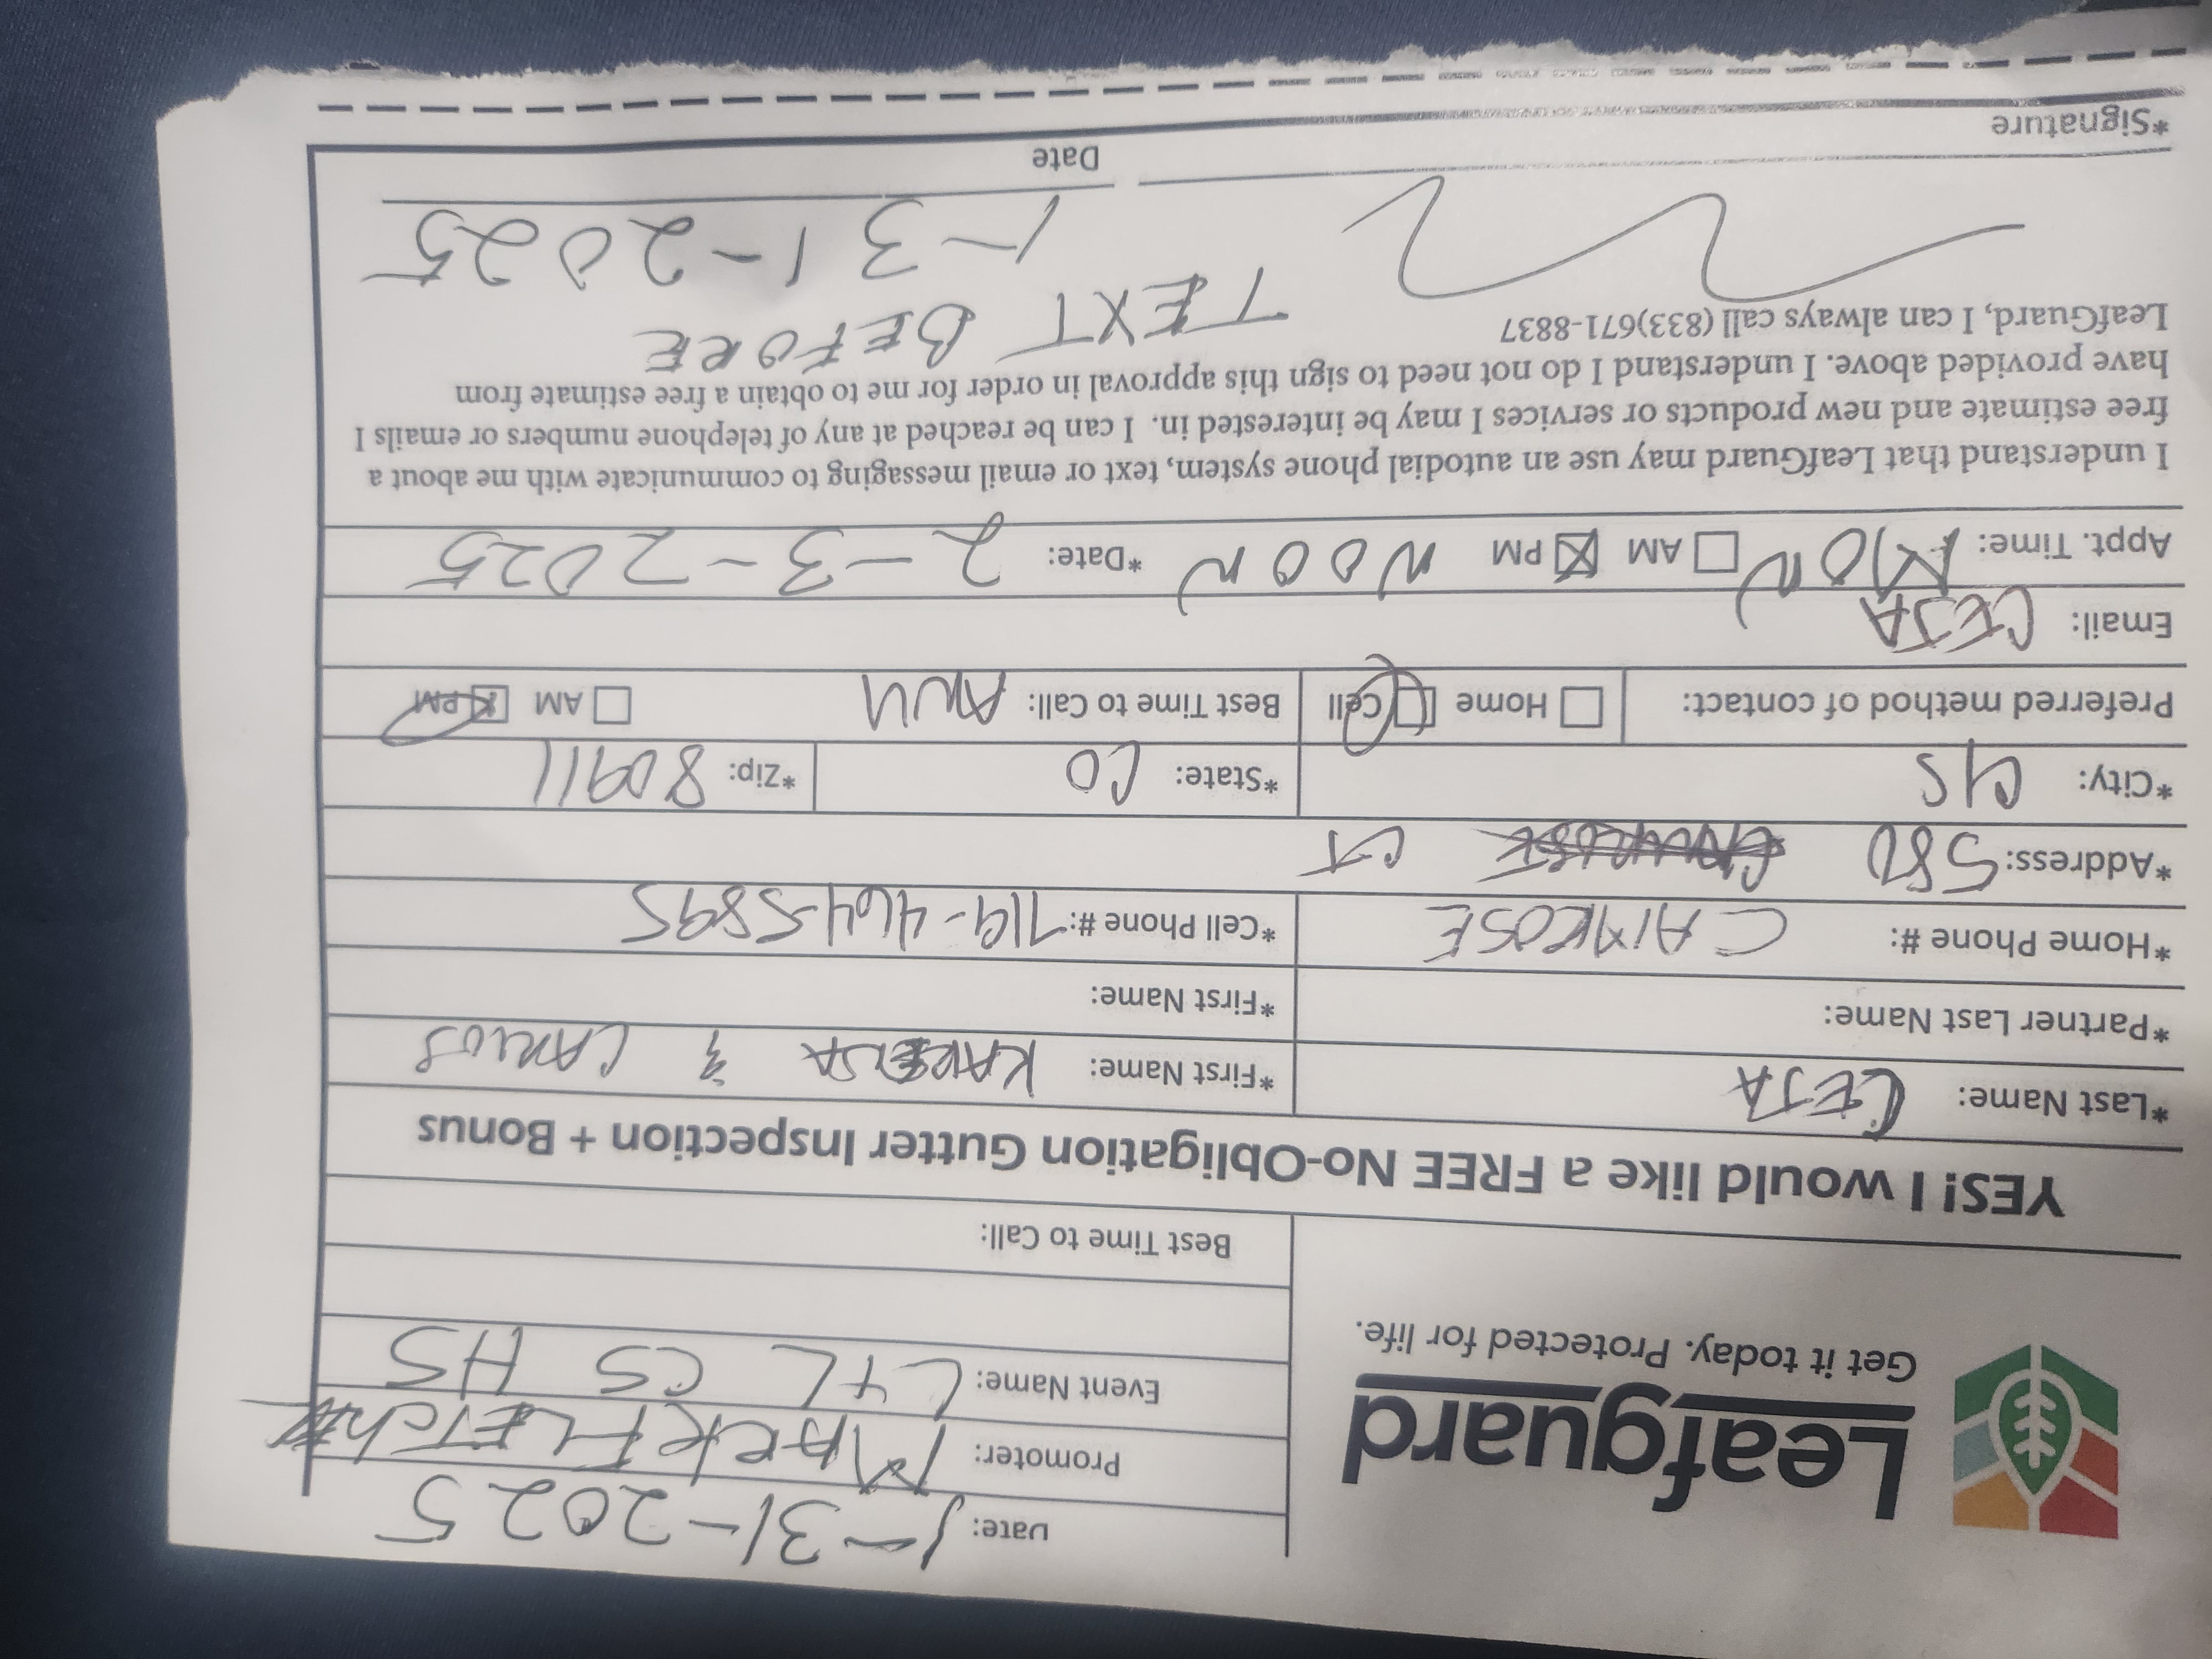 Leafguard
Get it today. Protected for life.
Date: 1-31-2025
Promoter: MARK FLETCHER
Event Name: L4L CS HS
Best Time to Call:
YES! I would like a FREE No-Obligation Gutter Inspection + Bonus
*Last Name: CEJA *First Name: KARENA & CARLOS
*Partner Last Name: *First Name:
*Home Phone #: CAMROSE *Cell Phone #: 719-464-5895
*Address: 580 CT
*City: C/S *State: CO *Zip: 80911
Preferred method of contact: Home Cell Best Time to Call: ANY AM PM
Email: CEJA
Appt. Time: MON AM PM NOON *Date: 2-3-2025
I understand that LeafGuard may use an autodial phone system, text or email messaging to communicate with me about a
free estimate and new products or services I may be interested in. I can be reached at any of telephone numbers or emails I
have provided above. I understand I do not need to sign this approval in order for me to obtain a free estimate from
LeafGuard, I can always call (833)671-8837
TEXT BEFORE
1-31-2025
*Signature Date